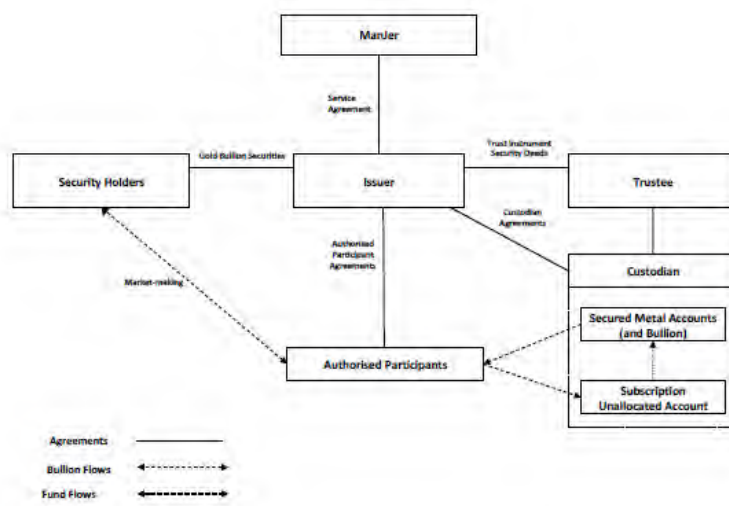 ManJer
Service
Agreement
Gold Bullion Securities
Trust Instrument
Security Deeds
Security Holders
Issuer
Trustee
Custodian
Agreements
Authorised
Participant
Agreements
Custodian
Market-making
Secured Metal Accounts
(and Bullion)
Authorised Participants
Subscription
Unallocated Account
Agreements
Bullion Flows
Fund Flows